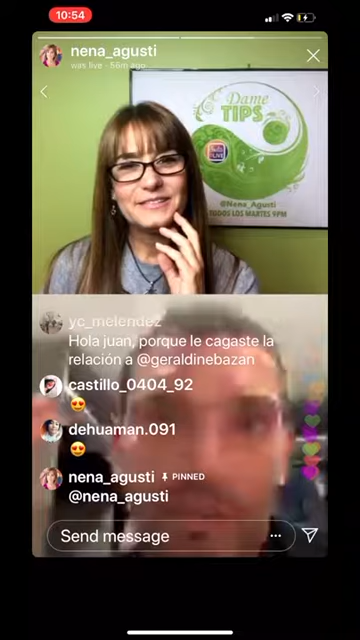 10:54
nena_agusti
was live · 56m ago
Dame
TIPS
@Nena_Agusti
TODOS LOS MARTES 9PM
yc_melendez
Hola juan, porque le cagaste la
relación a @geraldinebazan
castillo_0404_92
😍
dehuaman.091
😍
nena_agusti PINNED
@nena_agusti
Send message